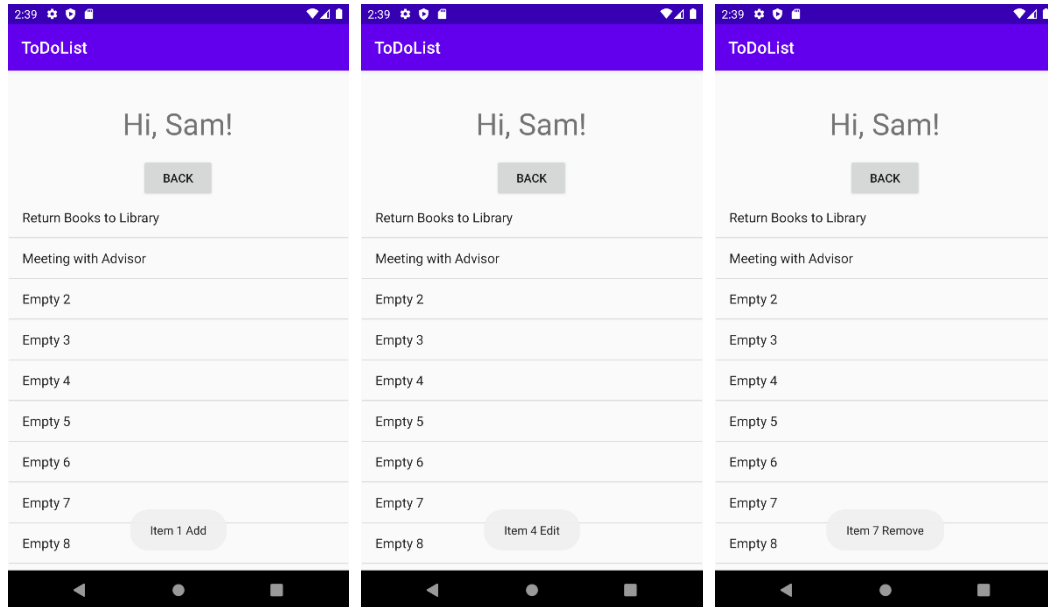 2:39
ToDoList
Hi, Sam!
BACK
Return Books to Library
Meeting with Advisor
Empty 2
Empty 3
Empty 4
Empty 5
Empty 6
Empty 7
Item 1 Add
Empty 8
2:39
ToDoList
Hi, Sam!
BACK
Return Books to Library
Meeting with Advisor
Empty 2
Empty 3
Empty 4
Empty 5
Empty 6
Empty 7
Item 4 Edit
Empty 8
2:39
ToDoList
Hi, Sam!
BACK
Return Books to Library
Meeting with Advisor
Empty 2
Empty 3
Empty 4
Empty 5
Empty 6
Empty 7
Item 7 Remove
Empty 8